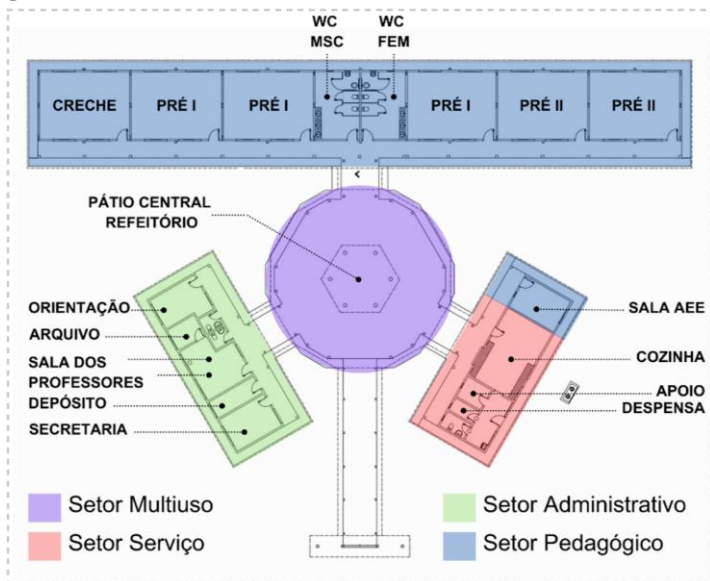 WC
MSC
WC
FEM
CRECHE
PRÉ I
PRÉ I
PRÉ I
PRÉ II
PRÉ II
PÁTIO CENTRAL
REFEITÓRIO
ORIENTAÇÃO
ARQUIVO
SALA DOS
PROFESSORES
DEPÓSITO
SECRETARIA
SALA AEE
COZINHA
APOIO
DESPENSA
Setor Multiuso
Setor Serviço
Setor Administrativo
Setor Pedagógico